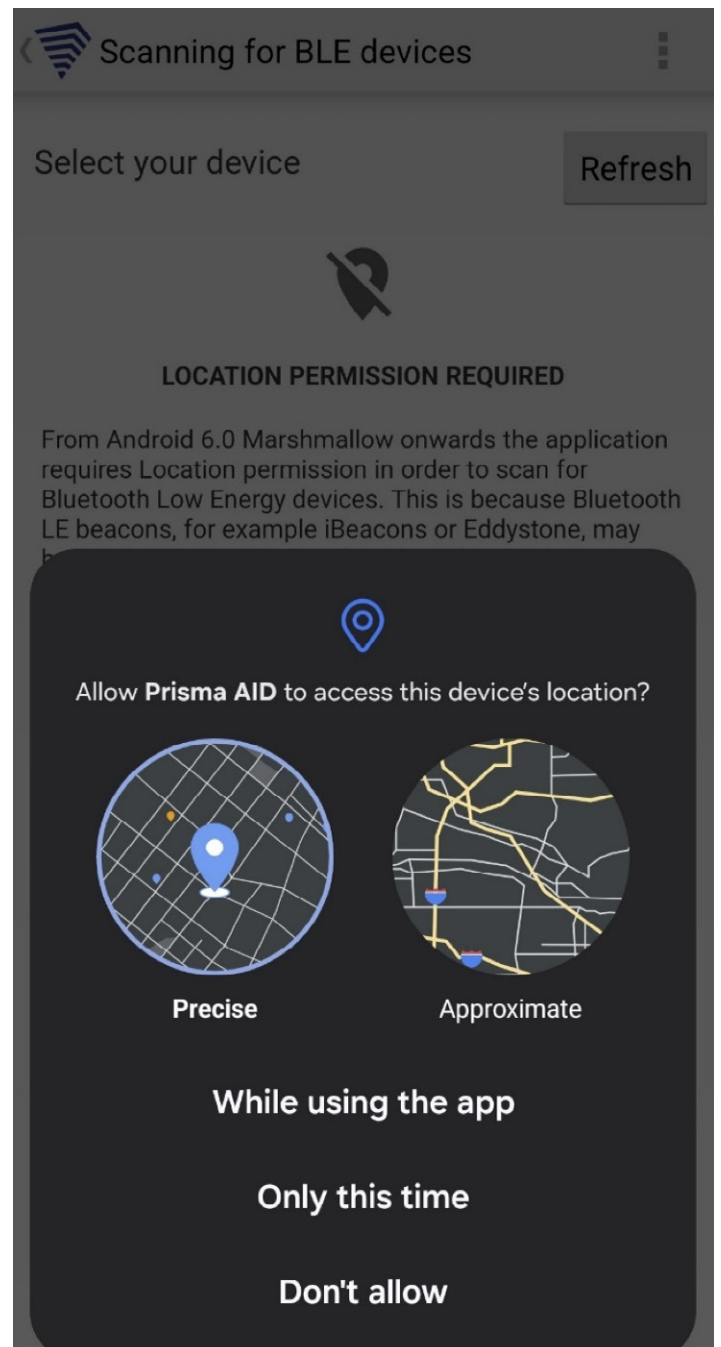 Scanning for BLE devices
Select your device
Refresh
LOCATION PERMISSION REQUIRED
From Android 6.0 Marshmallow onwards the application
requires Location permission in order to scan for
Bluetooth Low Energy devices. This is because Bluetooth
LE beacons, for example iBeacons or Eddystone, may
Allow Prisma AID to access this device's location?
Precise
Approximate
While using the app
Only this time
Don't allow